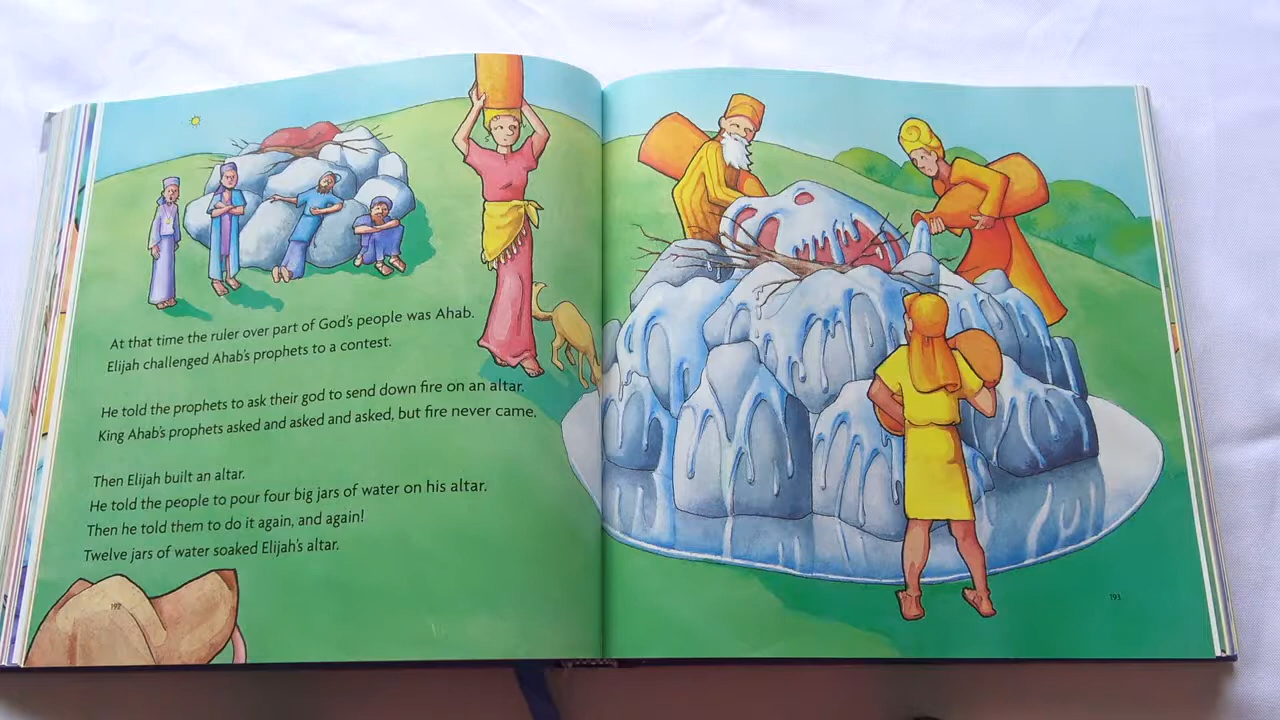 At that time the ruler over part of God's people was Ahab.
Elijah challenged Ahab's prophets to a contest.
He told the prophets to ask their god to send down fire on an altar.
King Ahab's prophets asked and asked and asked, but fire never came.
Then Elijah built an altar.
He told the people to pour four big jars of water on his altar.
Then he told them to do it again, and again!
Twelve jars of water soaked Elijah's altar.
192
193